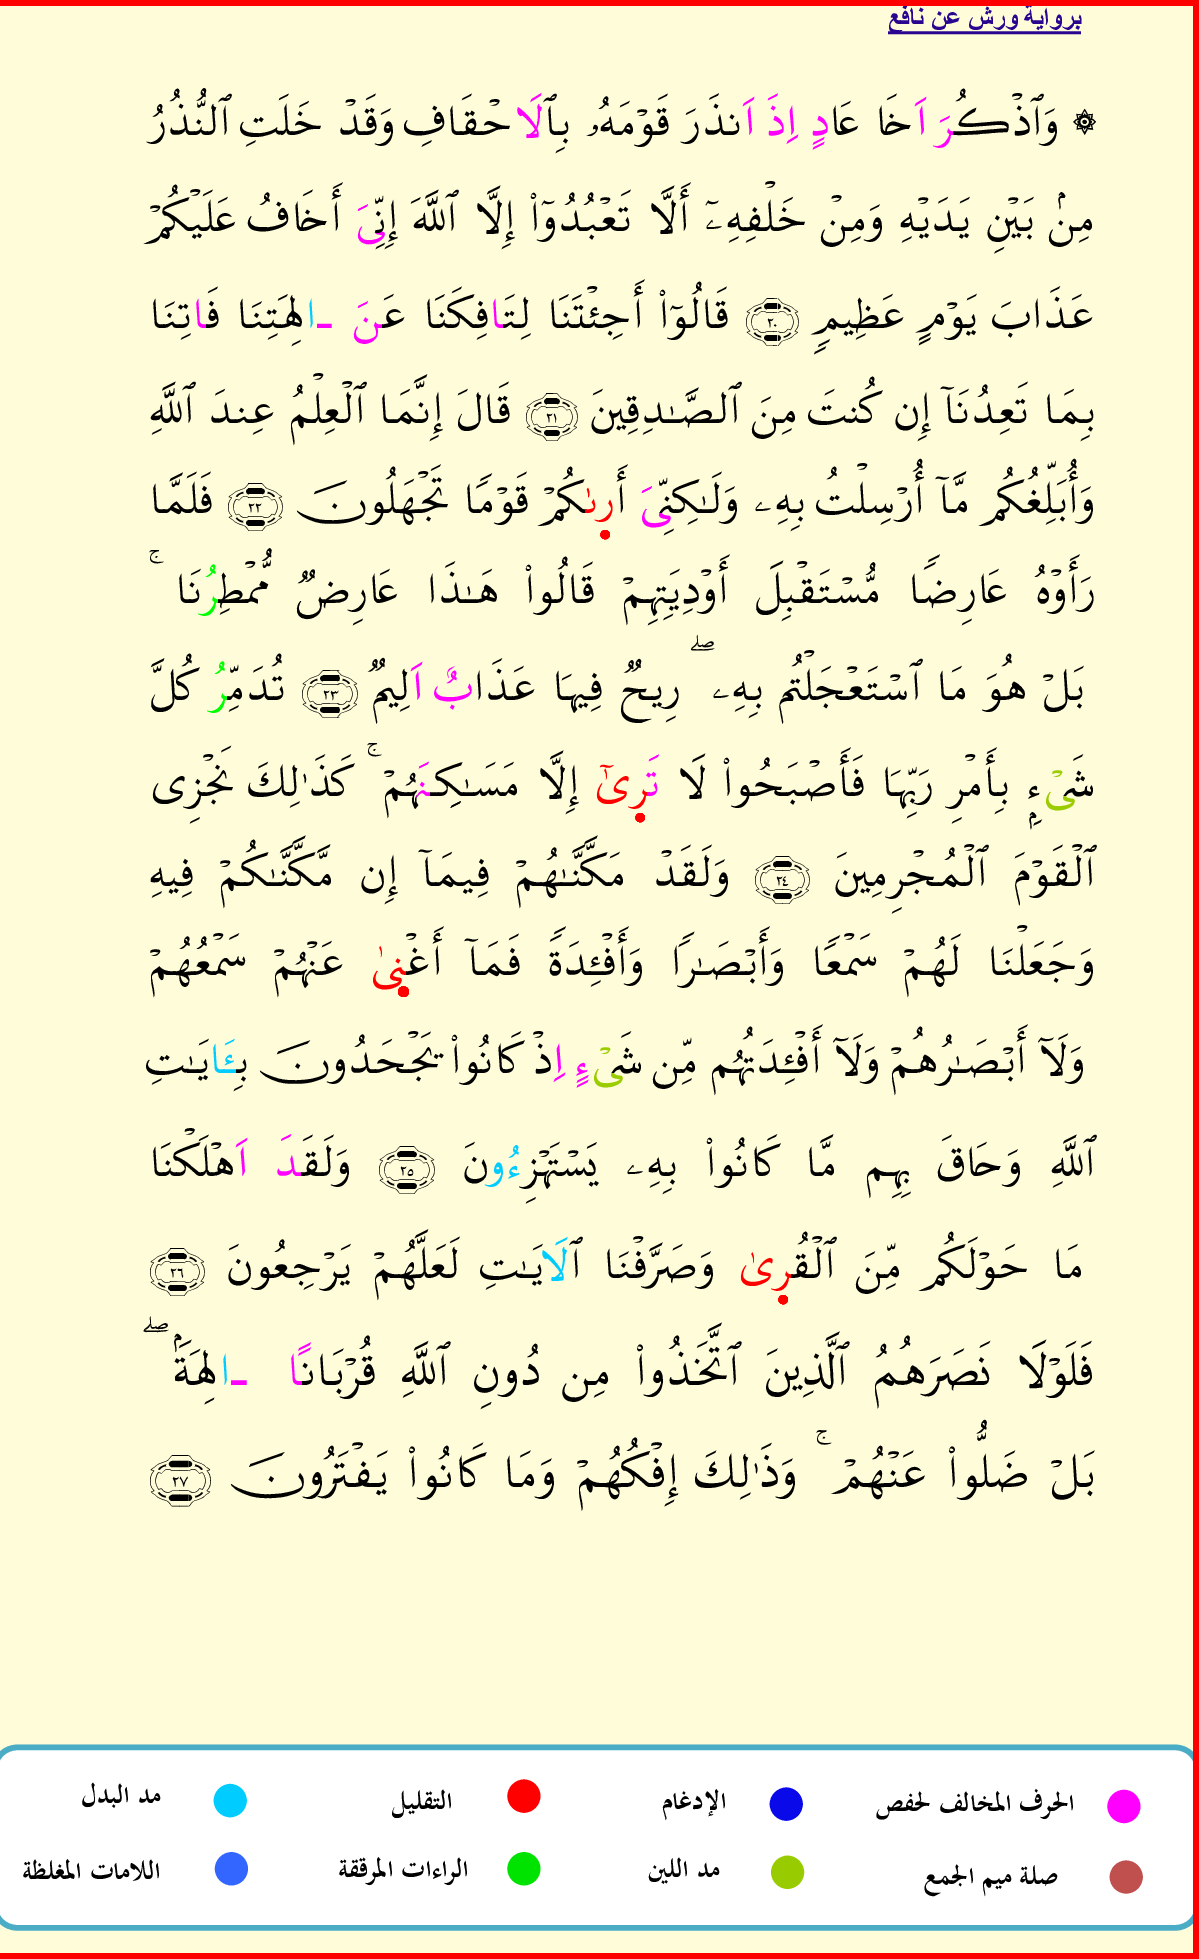 برواية ورش عن نافع
۞ وَٱذۡكُرَ اَخَا عَادٍ اِذَ اَنذَرَ قَوۡمَهُۥ بِٱلَاحۡقَافِ وَقَدۡ خَلَتِ ٱلنُّذُرُ
مِنۢ بَيۡنِ يَدَيۡهِ وَمِنۡ خَلۡفِهِۦٓ أَلَّا تَعۡبُدُوٓاْ إِلَّا ٱللَّهَ إِنِّىَ أَخَافُ عَلَيۡكُمۡ
عَذَابَ يَوۡمٍ عَظِيمٍ ٢٠ قَالُوٓاْ أَجِئۡتَنَا لِتَافِكَنَا عَنَ ـالِهَتِنَا فَاتِنَا
بِمَا تَعِدُنَآ إِن كُنتَ مِنَ ٱلصَّـٰدِقِينَ ٢١ قَالَ إِنَّمَا ٱلۡعِلۡمُ عِندَ ٱللَّهِ
وَأُبَلِّغُكُم مَّآ أُرۡسِلۡتُ بِهِۦ وَلَـٰكِنِّىَ أَرىٰكُمۡ قَوۡمًا تَجۡهَلُونَ ٢٢ فَلَمَّا
رَأَوۡهُ عَارِضًا مُّسۡتَقۡبِلَ أَوۡدِيَتِهِمۡ قَالُواْ هَـٰذَا عَارِضٌ مُّمۡطِرُنَا ۚ
بَلۡ هُوَ مَا ٱسۡتَعۡجَلۡتُم بِهِۦ ۖ رِيحٌ فِيهَا عَذَابٌ اَلِيمٌ ٢٣ تُدَمِّرُ كُلَّ
شَىۡءٍۭ بِأَمۡرِ رَبِّهَا فَأَصۡبَحُواْ لَا تَرِىٰٓ إِلَّا مَسَـٰكِنَهُمۡ ۚ كَذَٰلِكَ نَجۡزِى
ٱلۡقَوۡمَ ٱلۡمُجۡرِمِينَ ٢٤ وَلَقَدۡ مَكَّنَّـٰهُمۡ فِيمَآ إِن مَّكَّنَّـٰكُمۡ فِيهِ
وَجَعَلۡنَا لَهُمۡ سَمۡعًا وَأَبۡصَـٰرًا وَأَفۡـِٔدَةً فَمَآ أَغۡنِىٰ عَنۡهُمۡ سَمۡعُهُمۡ
وَلَآ أَبۡصَـٰرُهُمۡ وَلَآ أَفۡـِٔدَتُهُم مِّن شَىۡءٍ اِذۡ كَانُواْ يَجۡحَدُونَ بِـَٔايَـٰتِ
ٱللَّهِ وَحَاقَ بِهِم مَّا كَانُواْ بِهِۦ يَسۡتَهۡزِءُونَ ٢٥ وَلَقَدَ اَهۡلَكۡنَا
مَا حَوۡلَكُم مِّنَ ٱلۡقُرِىٰ وَصَرَّفۡنَا ٱلَايَـٰتِ لَعَلَّهُمۡ يَرۡجِعُونَ ٢٦
فَلَوۡلَا نَصَرَهُمُ ٱلَّذِينَ ٱتَّخَذُواْ مِن دُونِ ٱللَّهِ قُرۡبَانًا ـالِهَةَۢ ۖ
بَلۡ ضَلُّواْ عَنۡهُمۡ ۚ وَذَٰلِكَ إِفۡكُهُمۡ وَمَا كَانُواْ يَفۡتَرُونَ ٢٧
الحرف المخالف لحفص الإدغام التقليل مد البدل
صلة ميم الجمع مد اللين الراءات المرققة اللامات المغلظة